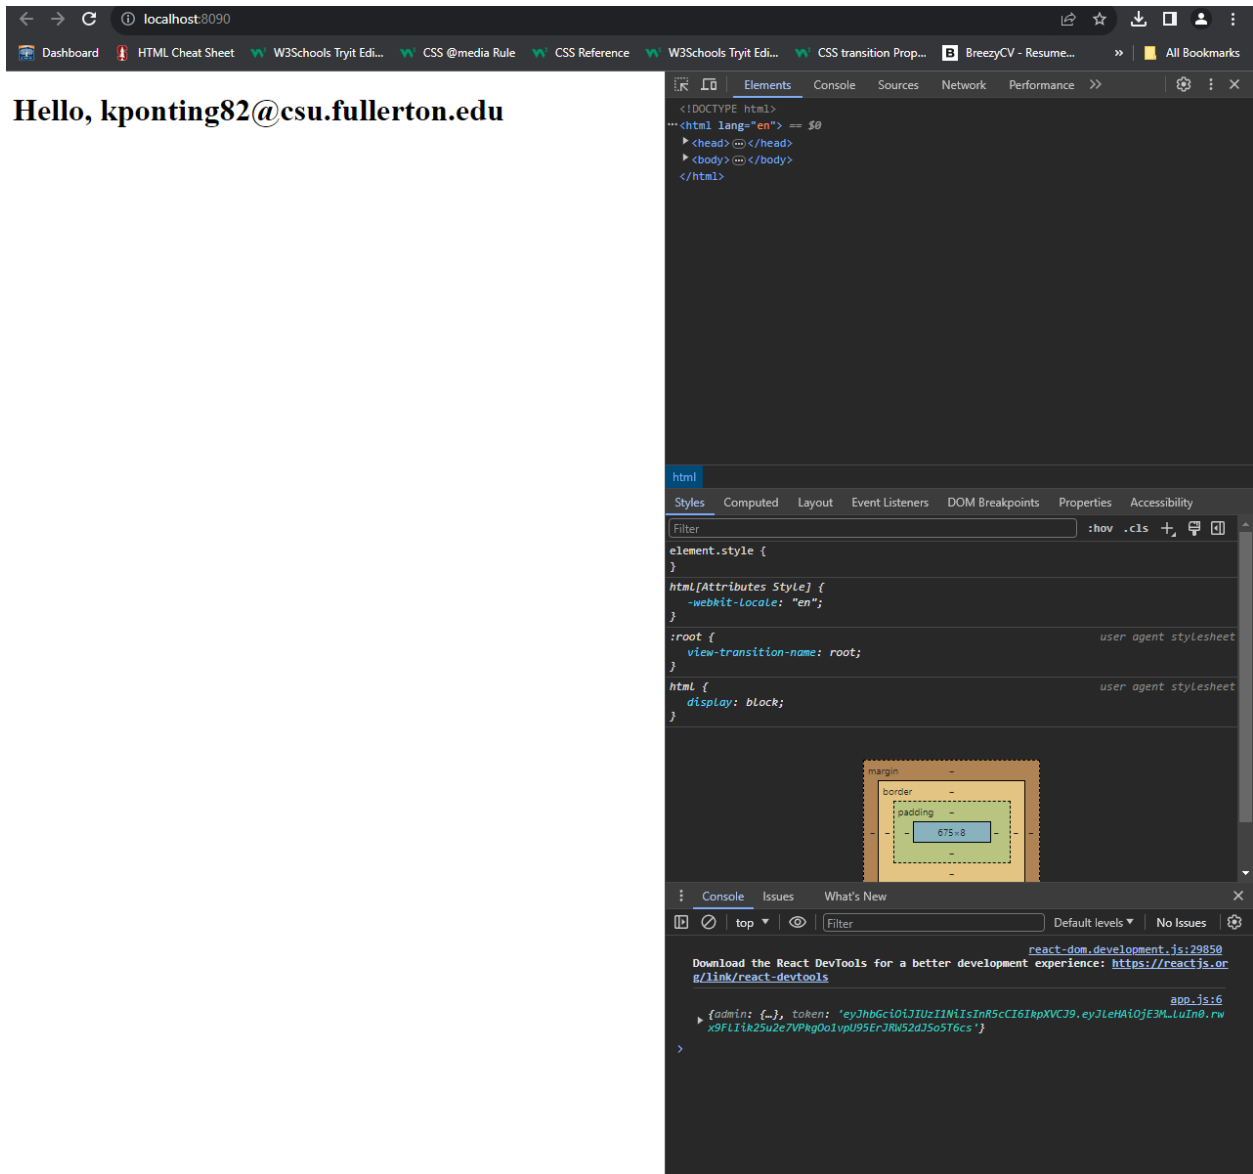 localhost:8090
Dashboard HTML Cheat Sheet W3Schools Tryit Edi... CSS @media Rule CSS Reference W3Schools Tryit Edi... CSS transition Prop... B BreezyCV - Resume... » All Bookmarks
Hello, kponting82@csu.fullerton.edu
Elements Console Sources Network Performance
<!DOCTYPE html>
<html lang="en"> == $0
<head>…</head>
<body>…</body>
</html>
html
Styles Computed Layout Event Listeners DOM Breakpoints Properties Accessibility
Filter :hov .cls
element.style {
}
html[Attributes Style] {
-webkit-locale: "en";
}
:root { user agent stylesheet
view-transition-name: root;
}
html { user agent stylesheet
display: block;
}
margin –
border –
padding –
– – – 675×8 – – –
–
–
Console Issues What's New
top Filter Default levels No Issues
react-dom.development.js:29850
Download the React DevTools for a better development experience: https://reactjs.or
g/link/react-devtools
app.js:6
{admin: {…}, token: 'eyJhbGciOiJIUzI1NiIsInR5cCI6IkpXVCJ9.eyJleHAiOjE3M…luIn0.rw
x9FlIik25u2e7VPkgOo1vpU95ErJRW52dJSo5T6cs'}